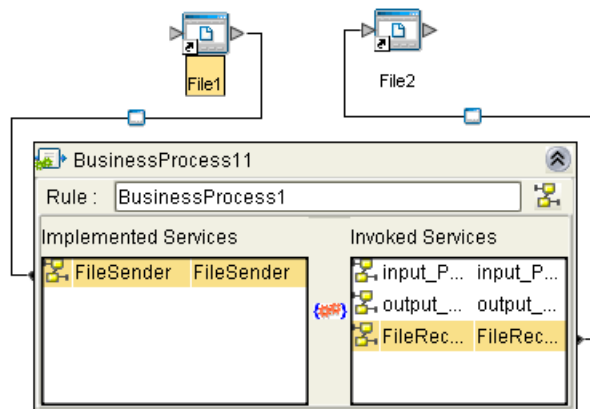 File1
File2
BusinessProcess11
Rule : BusinessProcess1
Implemented Services
Invoked Services
FileSender FileSender
input_P... input_P...
output_... output_...
FileRec... FileRec...